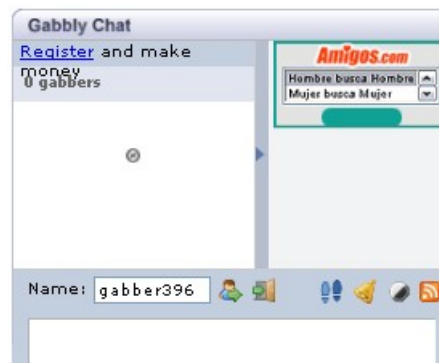 Gabbly Chat
Register and make
money
0 gabbers
Amigos.com
Hombre busca Hombre
Mujer busca Mujer
Name: gabber396